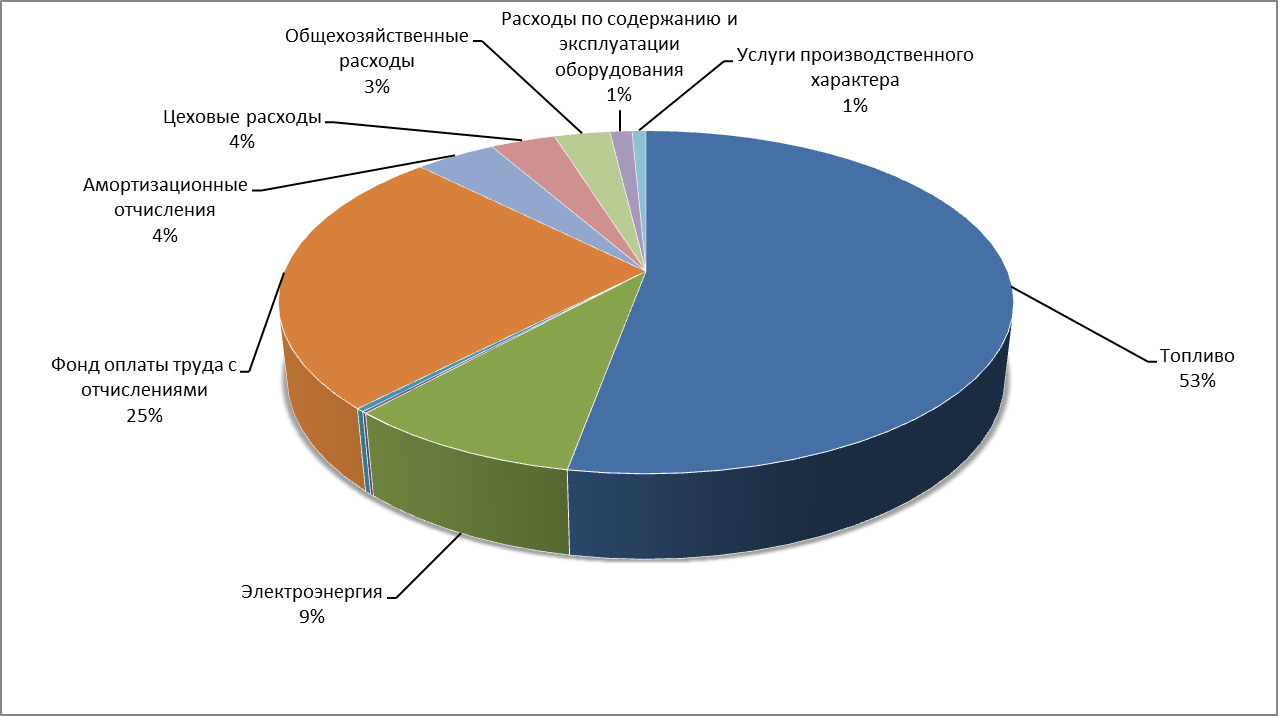 Расходы по содержанию и
эксплуатации
оборудования
1%
Общехозяйственные
расходы
3%
Услуги производственного
характера
1%
Цеховые расходы
4%
Амортизационные
отчисления
4%
Фонд оплаты труда с
отчислениями
25%
Топливо
53%
Электроэнергия
9%